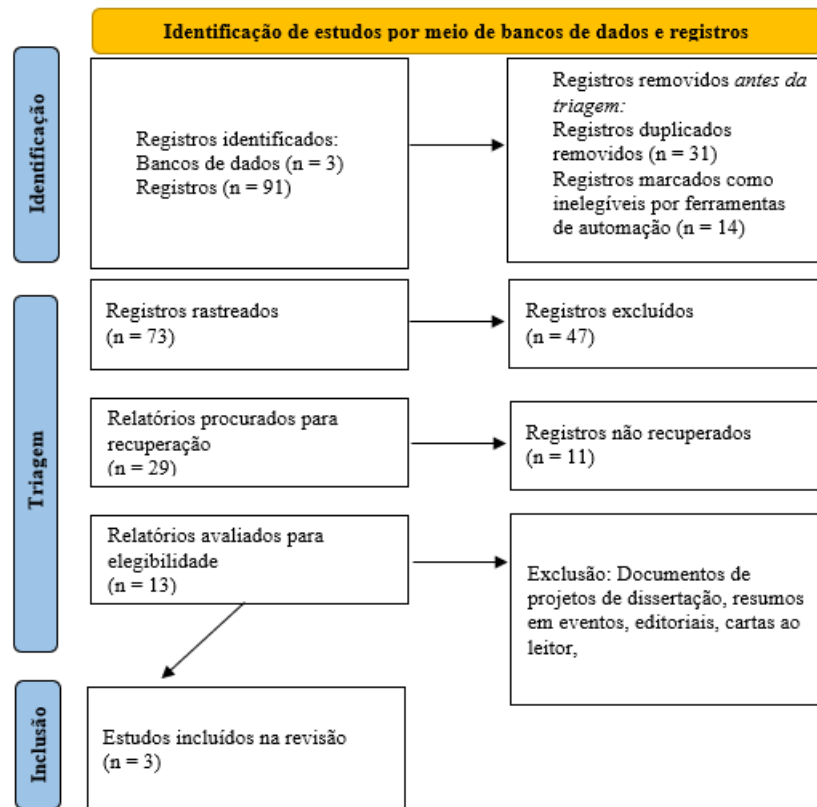 Identificação de estudos por meio de bancos de dados e registros
Identificação
Registros identificados:
Bancos de dados (n = 3)
Registros (n = 91)
Registros removidos antes da
triagem:
Registros duplicados
removidos (n = 31)
Registros marcados como
inelegíveis por ferramentas
de automação (n = 14)
Triagem
Registros rastreados
(n = 73)
Registros excluídos
(n = 47)
Relatórios procurados para
recuperação
(n = 29)
Registros não recuperados
(n = 11)
Relatórios avaliados para
elegibilidade
(n = 13)
Exclusão: Documentos de
projetos de dissertação, resumos
em eventos, editoriais, cartas ao
leitor,
Inclusão
Estudos incluídos na revisão
(n = 3)